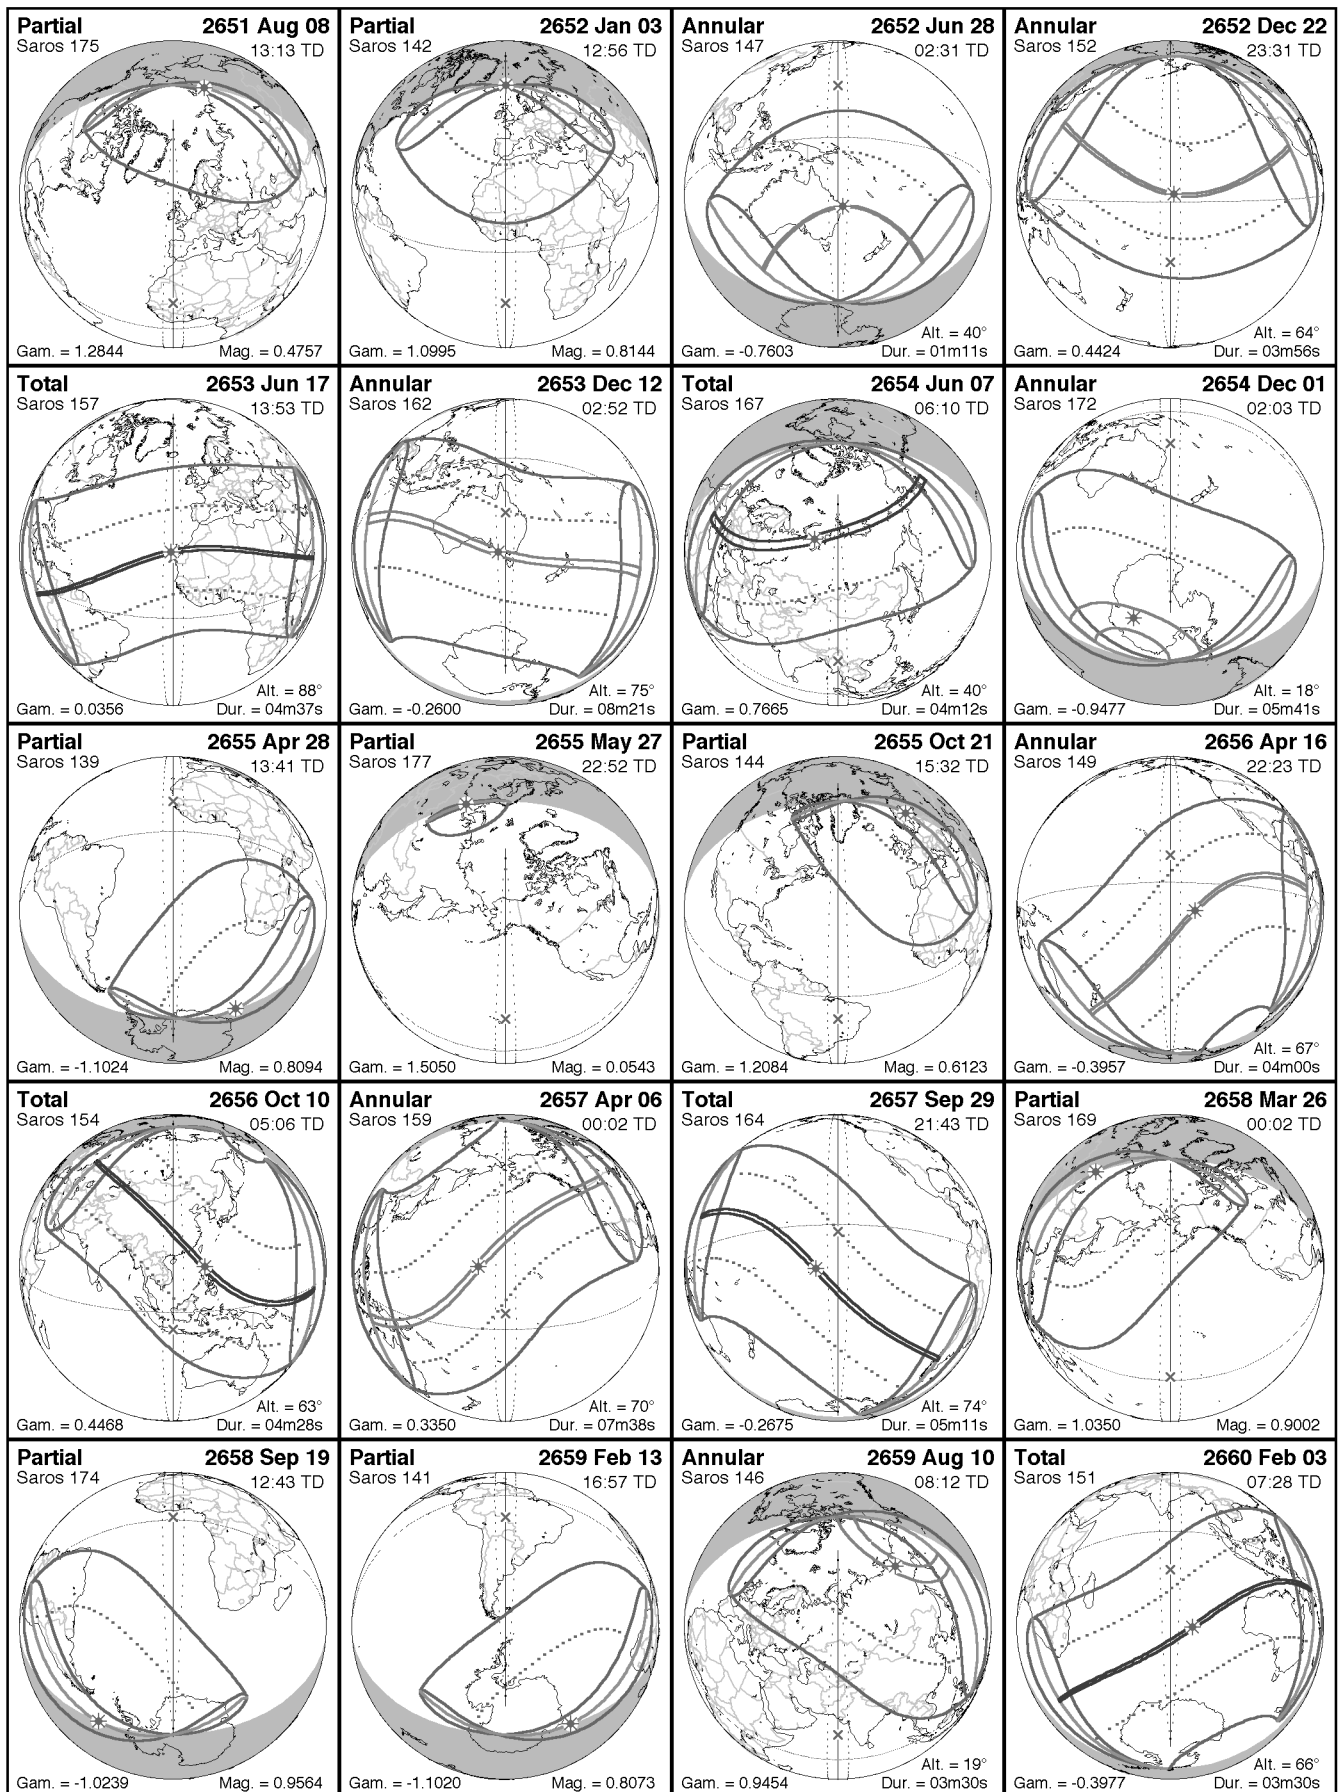 Partial 2651 Aug 08
Saros 175 13:13 TD
Gam. = 1.2844 Mag. = 0.4757
Partial 2652 Jan 03
Saros 142 12:56 TD
Gam. = 1.0995 Mag. = 0.8144
Annular 2652 Jun 28
Saros 147 02:31 TD
Alt. = 40°
Gam. = -0.7603 Dur. = 01m11s
Annular 2652 Dec 22
Saros 152 23:31 TD
Alt. = 64°
Gam. = 0.4424 Dur. = 03m56s
Total 2653 Jun 17
Saros 157 13:53 TD
Alt. = 88°
Gam. = 0.0356 Dur. = 04m37s
Annular 2653 Dec 12
Saros 162 02:52 TD
Alt. = 75°
Gam. = -0.2600 Dur. = 08m21s
Total 2654 Jun 07
Saros 167 06:10 TD
Alt. = 40°
Gam. = 0.7665 Dur. = 04m12s
Annular 2654 Dec 01
Saros 172 02:03 TD
Alt. = 18°
Gam. = -0.9477 Dur. = 05m41s
Partial 2655 Apr 28
Saros 139 13:41 TD
Gam. = -1.1024 Mag. = 0.8094
Partial 2655 May 27
Saros 177 22:52 TD
Gam. = 1.5050 Mag. = 0.0543
Partial 2655 Oct 21
Saros 144 15:32 TD
Gam. = 1.2084 Mag. = 0.6123
Annular 2656 Apr 16
Saros 149 22:23 TD
Alt. = 67°
Gam. = -0.3957 Dur. = 04m00s
Total 2656 Oct 10
Saros 154 05:06 TD
Alt. = 63°
Gam. = 0.4468 Dur. = 04m28s
Annular 2657 Apr 06
Saros 159 00:02 TD
Alt. = 70°
Gam. = 0.3350 Dur. = 07m38s
Total 2657 Sep 29
Saros 164 21:43 TD
Alt. = 74°
Gam. = -0.2675 Dur. = 05m11s
Partial 2658 Mar 26
Saros 169 00:02 TD
Gam. = 1.0350 Mag. = 0.9002
Partial 2658 Sep 19
Saros 174 12:43 TD
Gam. = -1.0239 Mag. = 0.9564
Partial 2659 Feb 13
Saros 141 16:57 TD
Gam. = -1.1020 Mag. = 0.8073
Annular 2659 Aug 10
Saros 146 08:12 TD
Alt. = 19°
Gam. = 0.9454 Dur. = 03m30s
Total 2660 Feb 03
Saros 151 07:28 TD
Alt. = 66°
Gam. = -0.3977 Dur. = 03m30s